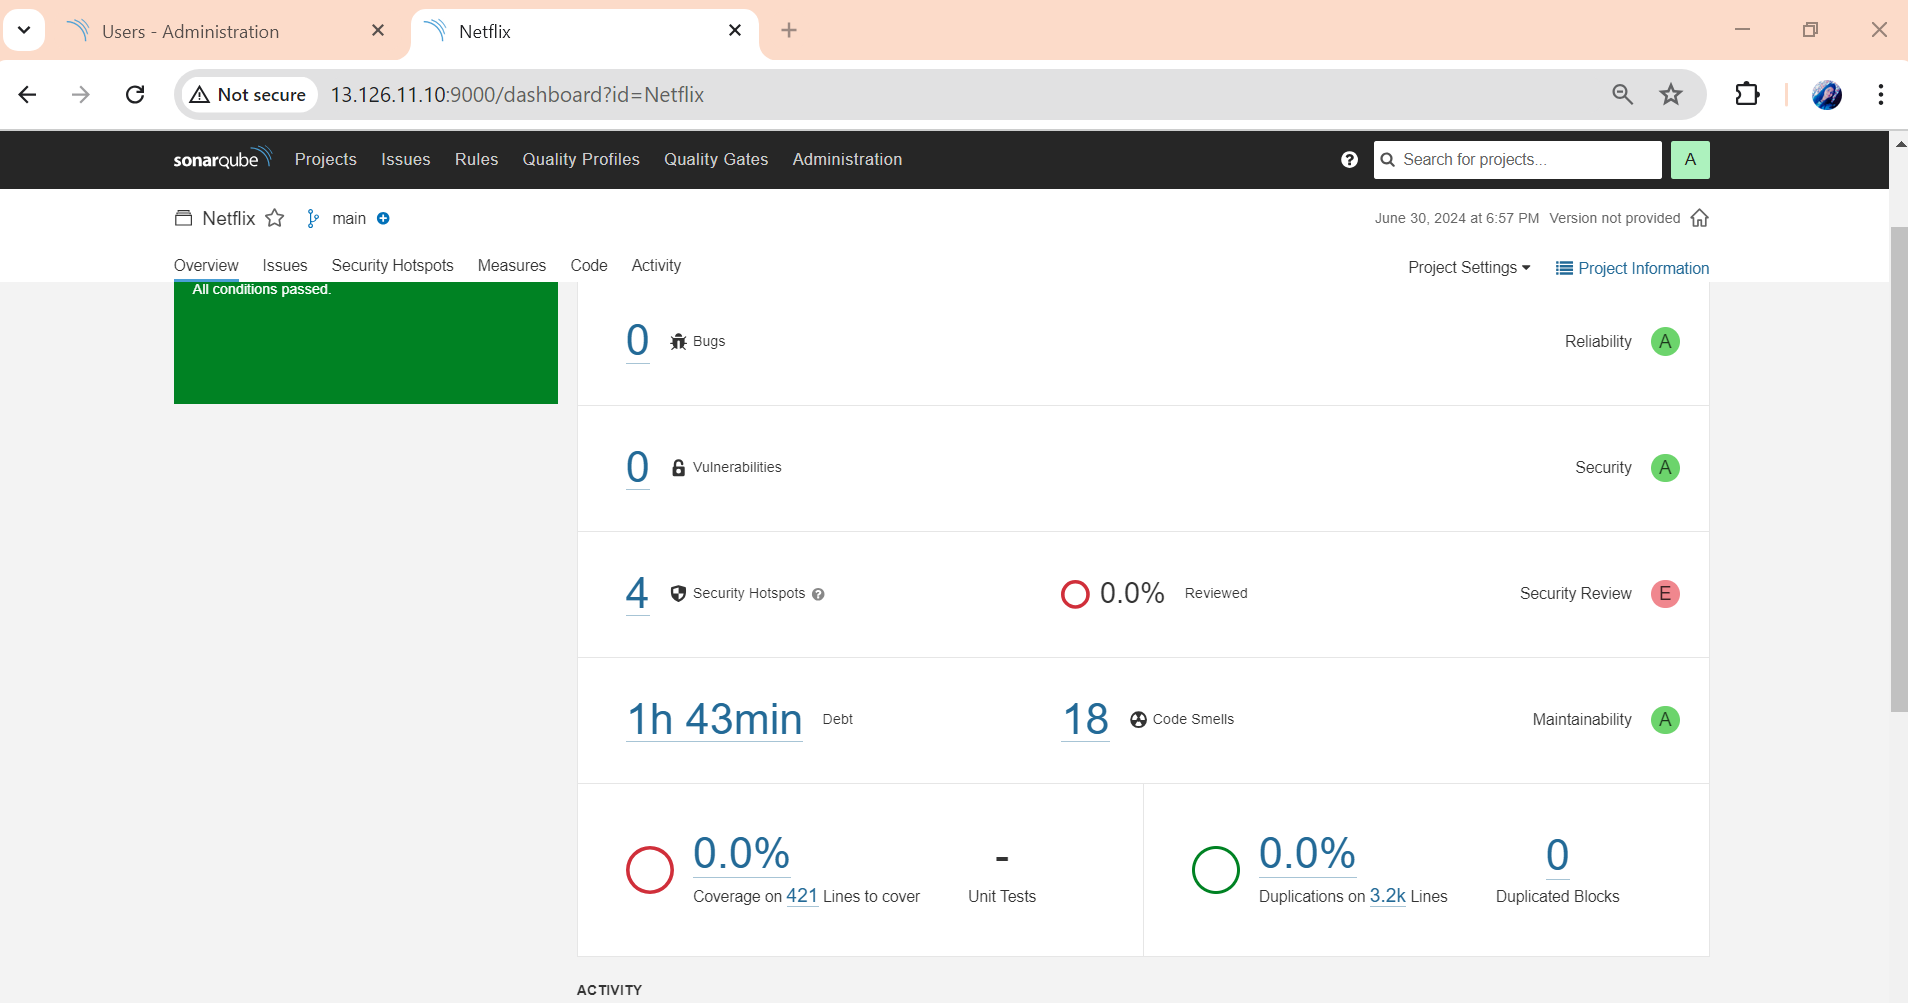 Users - Administration
Netflix
Not secure 13.126.11.10:9000/dashboard?id=Netflix
sonarqube Projects Issues Rules Quality Profiles Quality Gates Administration Search for projects... A
Netflix main June 30, 2024 at 6:57 PM Version not provided
Overview Issues Security Hotspots Measures Code Activity Project Settings Project Information
All conditions passed.
0 Bugs Reliability A
0 Vulnerabilities Security A
4 Security Hotspots 0.0% Reviewed Security Review E
1h 43min Debt 18 Code Smells Maintainability A
0.0% - 0.0% 0
Coverage on 421 Lines to cover Unit Tests Duplications on 3.2k Lines Duplicated Blocks
ACTIVITY